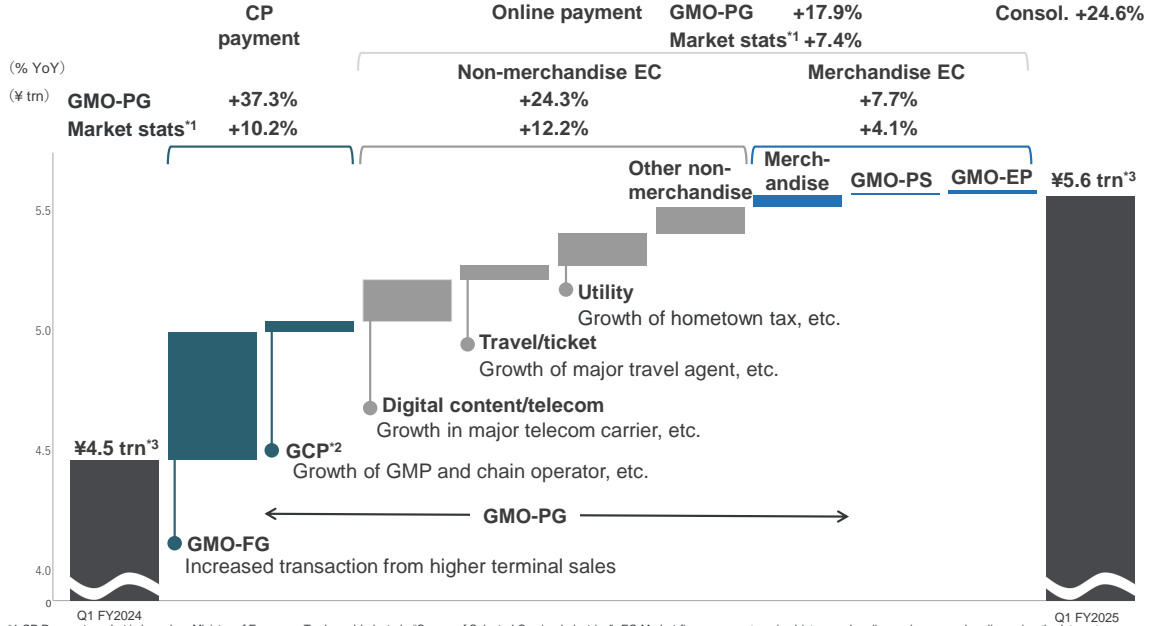 CP payment
Online payment GMO-PG +17.9%
Market stats*1 +7.4%
Consol. +24.6%
(% YoY)
(¥ trn)
Non-merchandise EC
Merchandise EC
GMO-PG +37.3% +24.3% +7.7%
Market stats*1 +10.2% +12.2% +4.1%
Other non-
merchandise
Merch-
andise
GMO-PS
GMO-EP
¥5.6 trn*3
5.5
Utility
Growth of hometown tax, etc.
5.0
Travel/ticket
Growth of major travel agent, etc.
Digital content/telecom
Growth in major telecom carrier, etc.
¥4.5 trn*3
4.5
GCP*2
Growth of GMP and chain operator, etc.
GMO-PG
GMO-FG
Increased transaction from higher terminal sales
4.0
0
Q1 FY2024
Q1 FY2025